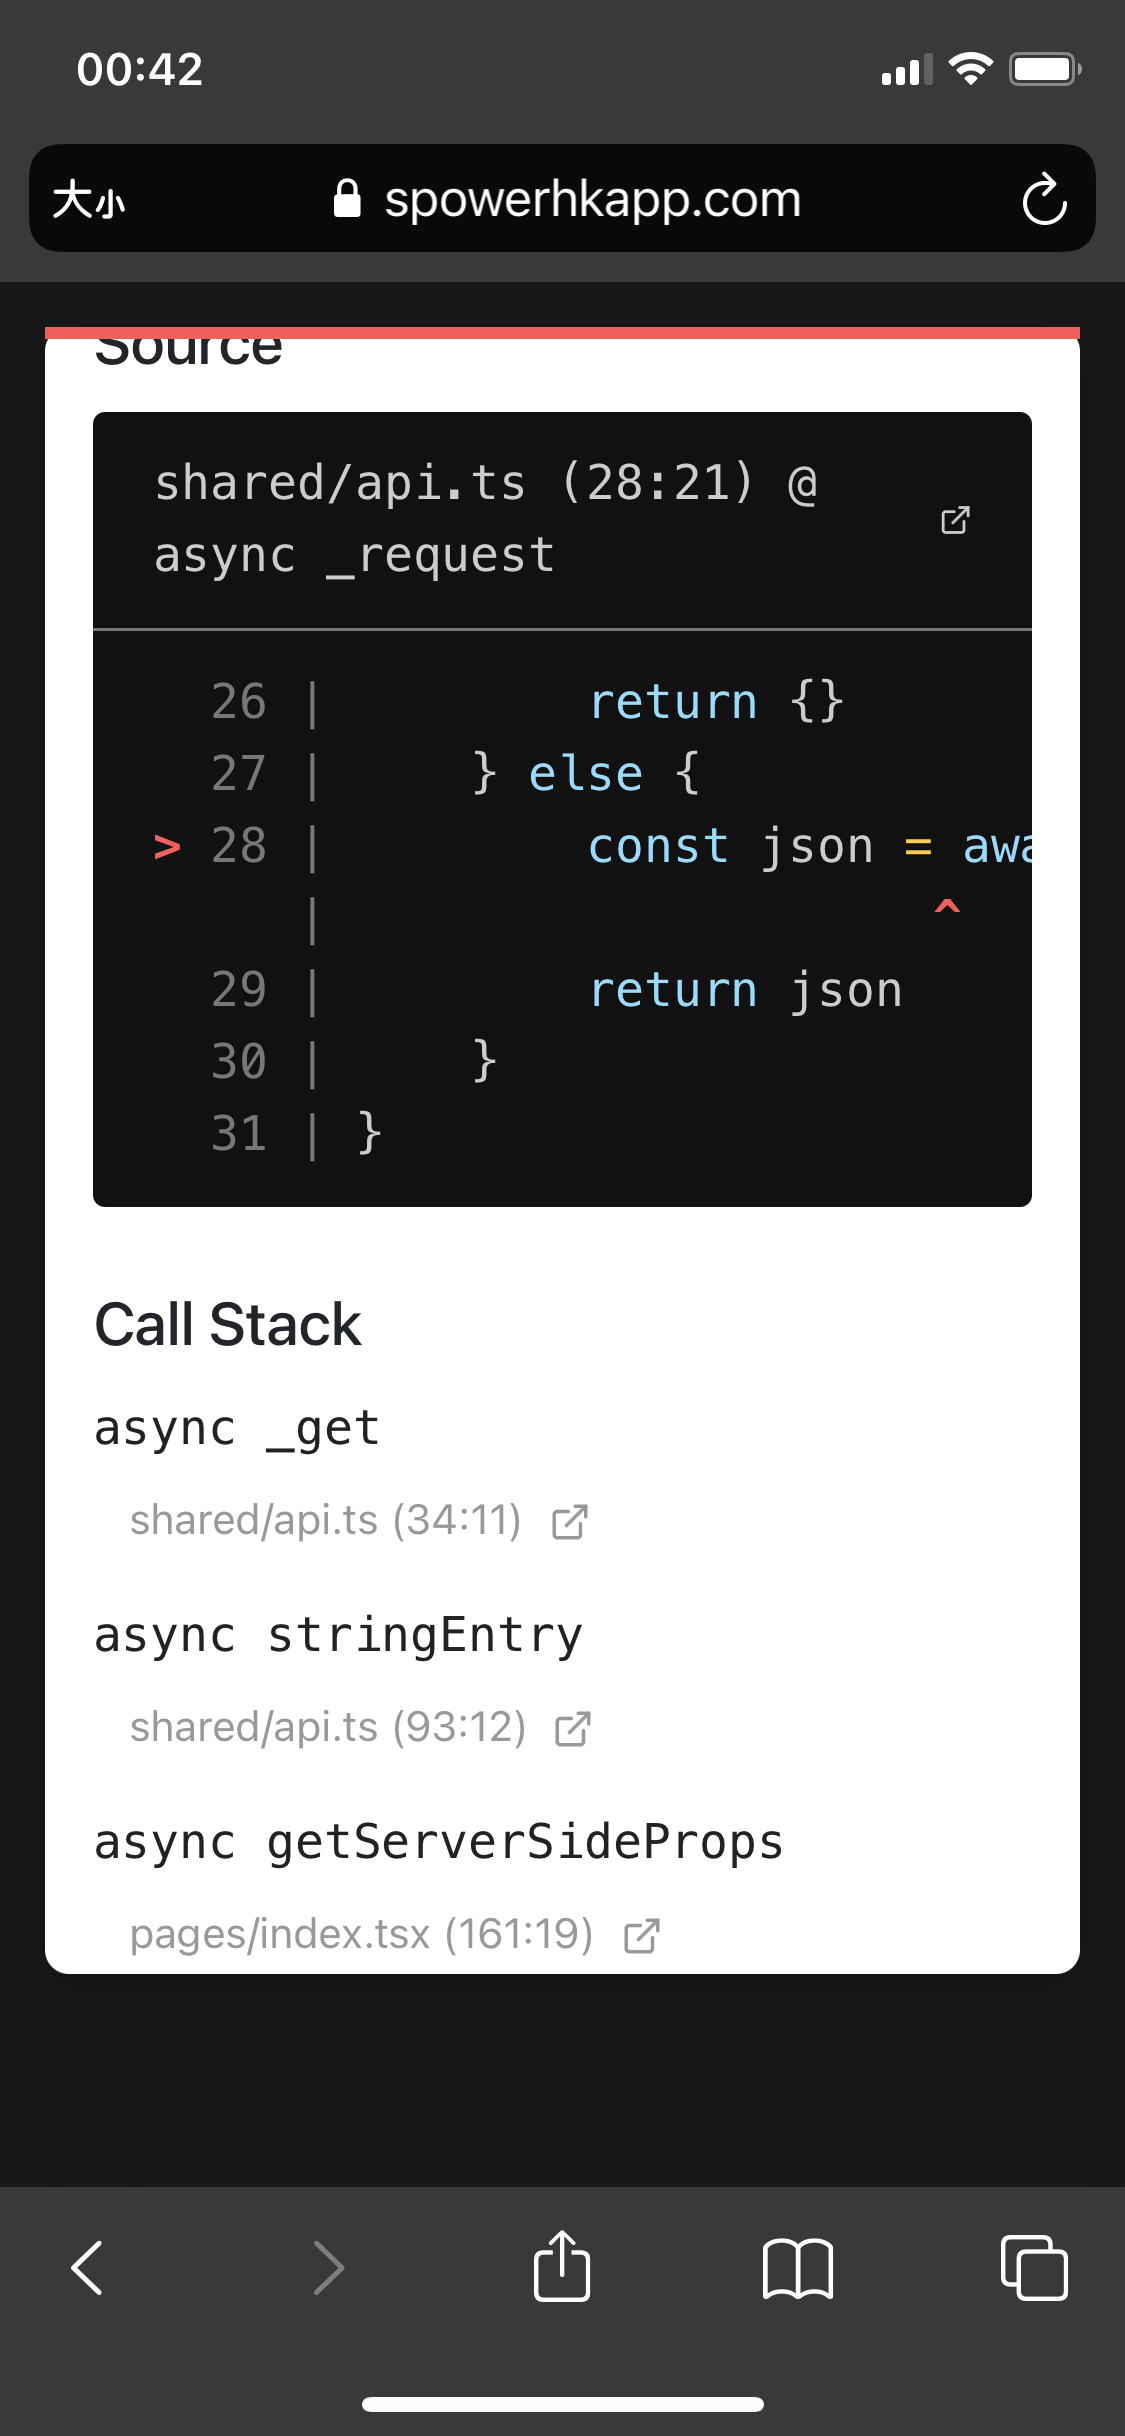 00:42
大小 spowerhkapp.com
Source
shared/api.ts (28:21) @
async _request
26 | return {}
27 | } else {
> 28 | const json = awa
| ^
29 | return json
30 | }
31 | }
Call Stack
async _get
shared/api.ts (34:11)
async stringEntry
shared/api.ts (93:12)
async getServerSideProps
pages/index.tsx (161:19)